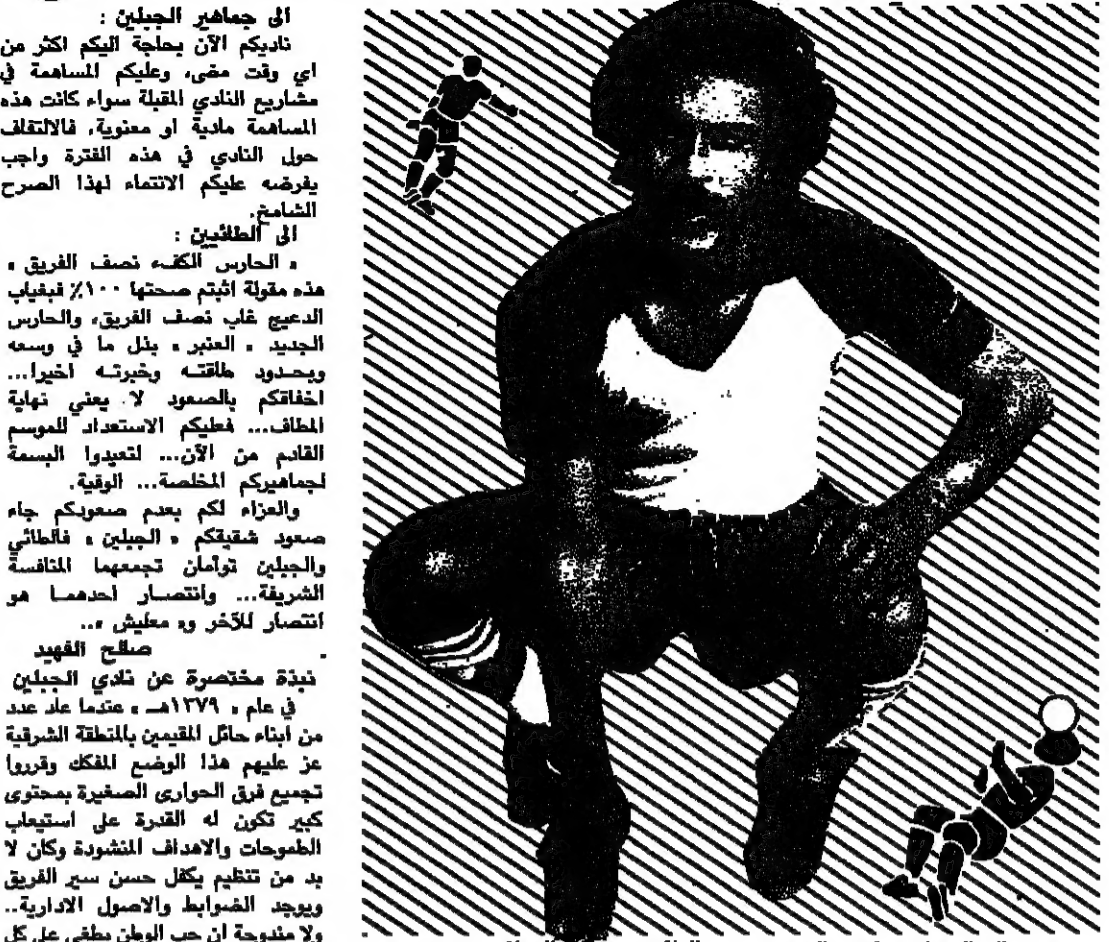 الى جماهير الجبلين :
ناديكم الآن بحاجة اليكم اكثر من
اي وقت مضى، وعليكم المساهمة في
مشاريع النادي المقبلة سواء كانت هذه
المساهمة مادية او معنوية، فالالتفاف
حول النادي في هذه الفترة واجب
يفرضه عليكم الانتماء لهذا الصرح
الشامخ.
الى الطائيين :
« الحارس الكفء نصف الفريق »
هذه مقولة اثبتم صحتها ١٠٠٪ فبغياب
الدعيع غاب نصف الفريق، والحارس
الجديد « العنبر » بذل ما في وسعه
وبحدود طاقته وخبرته اخيرا...
اخفاقكم بالصعود لا يعني نهاية
المطاف... فعليكم الاستعداد للموسم
القادم من الآن... لتعيدوا البسمة
لجماهيركم المخلصة... الوفية.
والعزاء لكم بعدم صعودكم جاء
صعود شقيقكم « الجبلين » فالطائي
والجبلين توأمان تجمعهما المنافسة
الشريفة... وانتصار احدهما هو
انتصار للآخر و« معليش »..
صالح الفهيد
نبذة مختصرة عن نادي الجبلين
في عام « ١٣٧٩هـ » عندما عاد عدد
من ابناء حائل المقيمين بالمنطقة الشرقية
عز عليهم هذا الوضع المفكك وقرروا
تجميع فرق الحوارى الصغيرة بمحتوى
كبير تكون له القدرة على استيعاب
الطموحات والاهداف المنشودة وكان لا
بد من تنظيم يكفل حسن سير الفريق
ويوجد الضوابط والاصول الادارية..
ولا مندوحة ان حب الوطن يطغى على كل